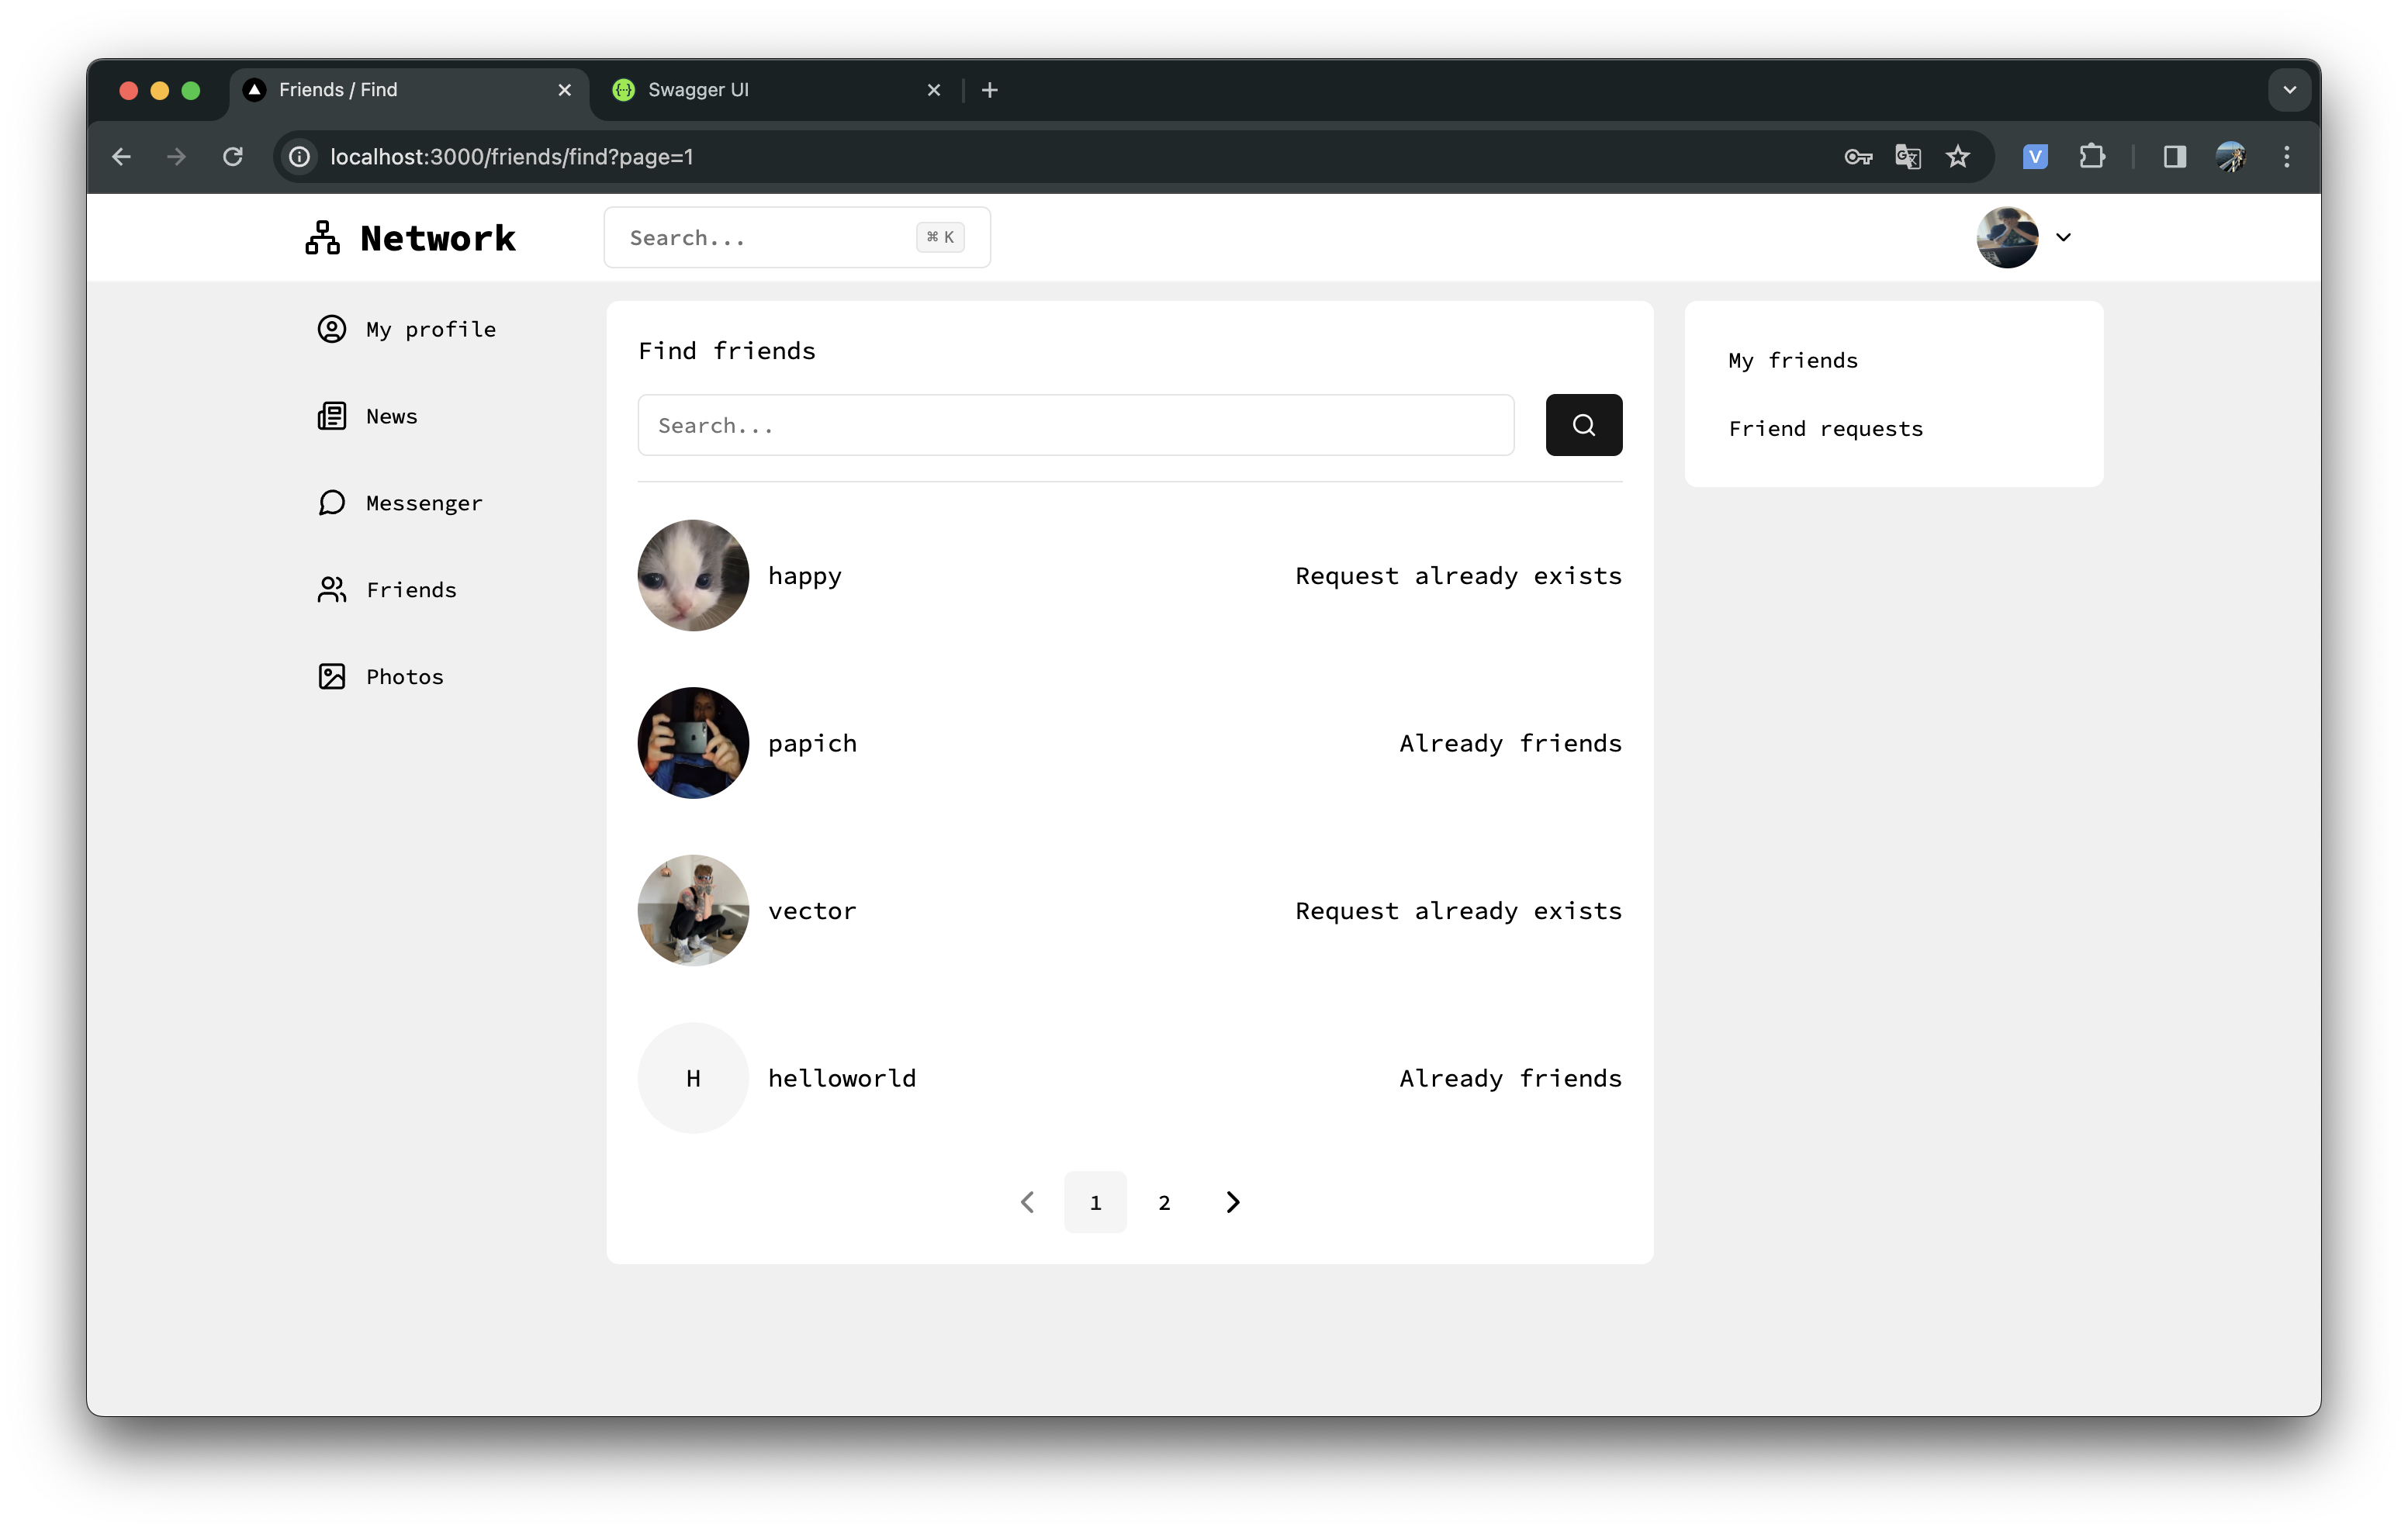 Friends / Find
Swagger UI
localhost:3000/friends/find?page=1
V
Network
Search...
⌘ K
My profile
News
Messenger
Friends
Photos
Find friends
Search...
happy
Request already exists
papich
Already friends
vector
Request already exists
H
helloworld
Already friends
1
2
My friends
Friend requests